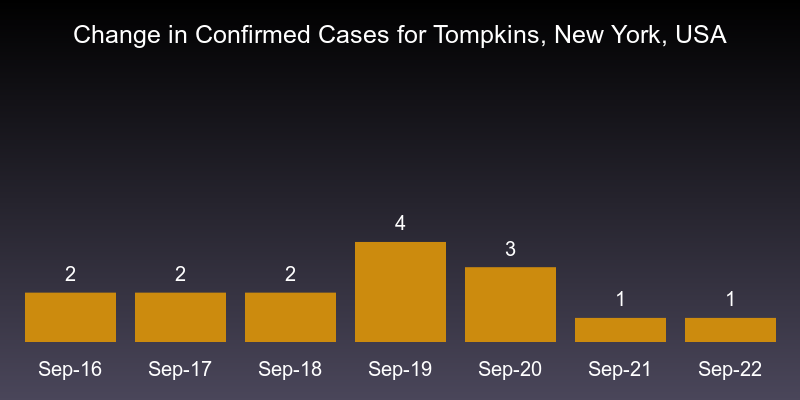 Change in Confirmed Cases for Tompkins, New York, USA
4
3
2 2 2
1 1
Sep-16 Sep-17 Sep-18 Sep-19 Sep-20 Sep-21 Sep-22